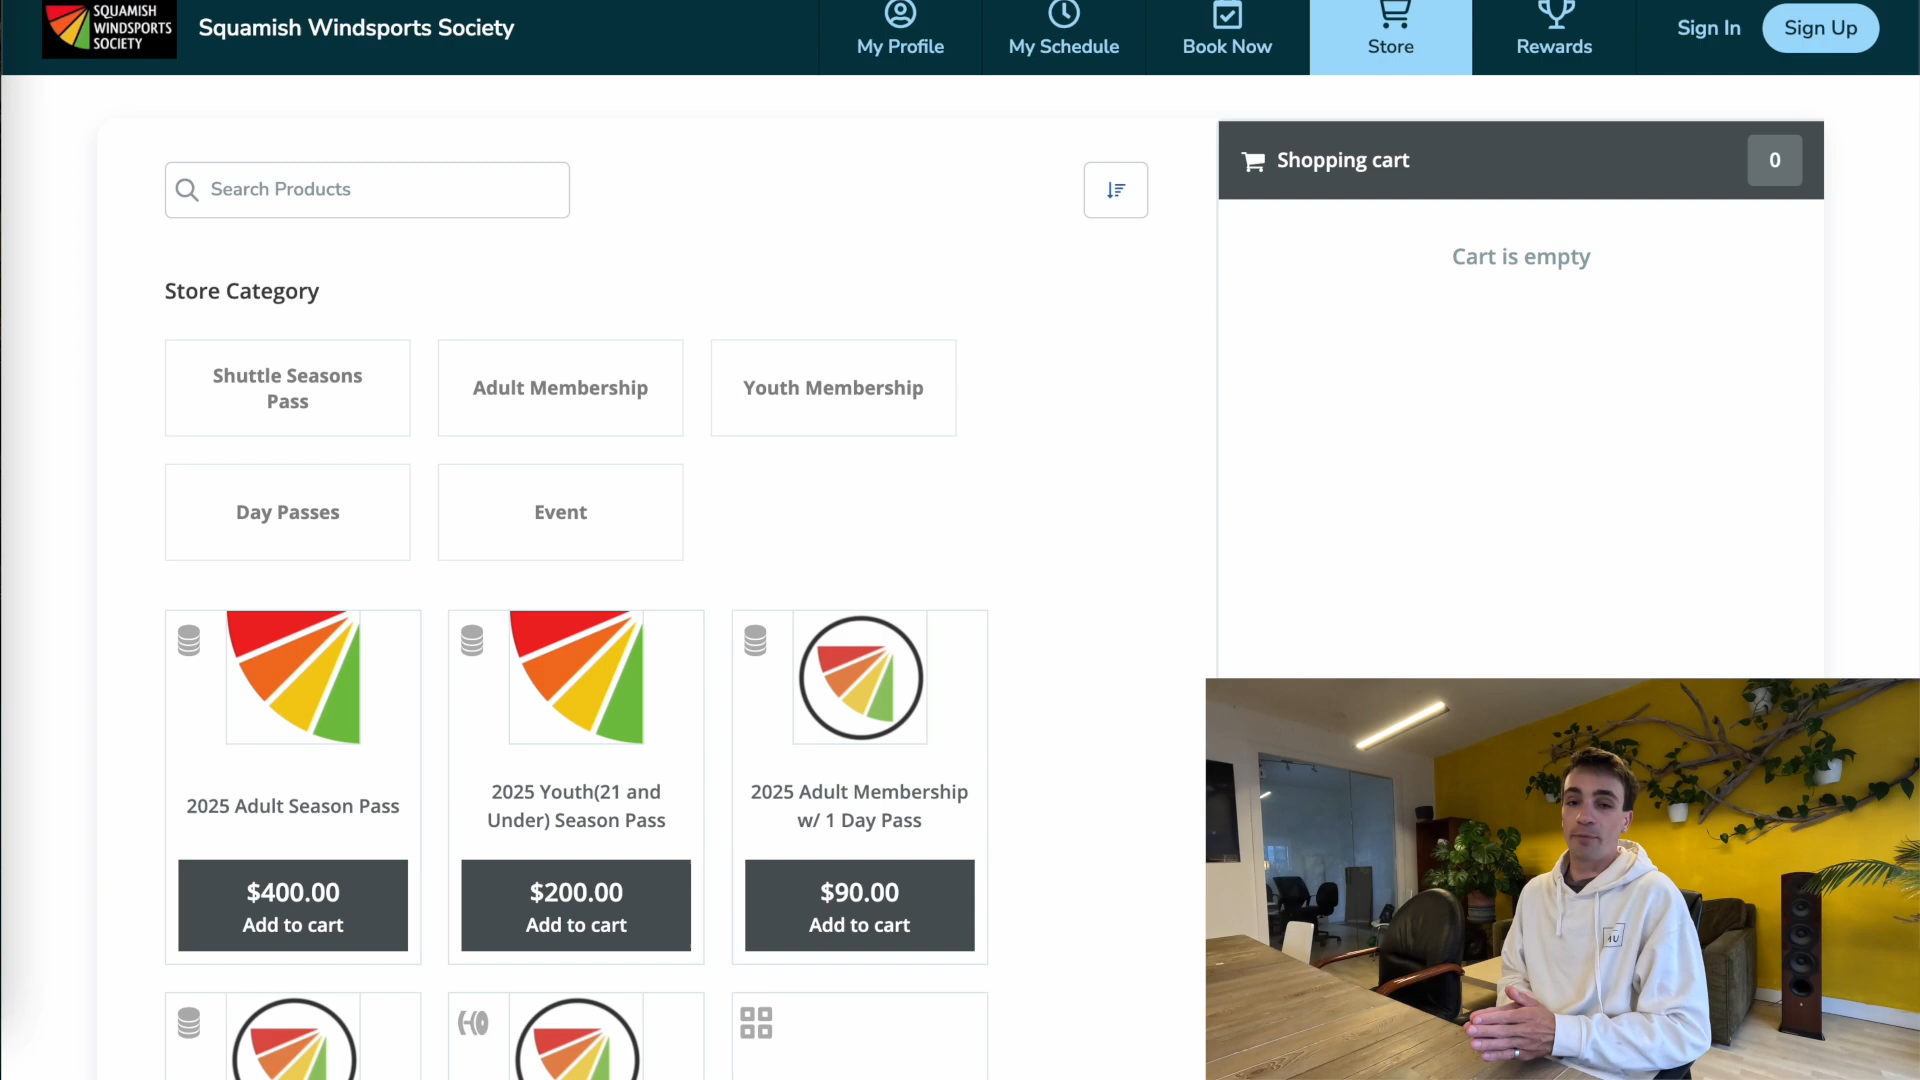 SQUAMISH
WINDSPORTS
SOCIETY
Squamish Windsports Society
My Profile
My Schedule
Book Now
Store
Rewards
Sign In
Sign Up
Search Products
Shopping cart
0
Cart is empty
Store Category
Shuttle Seasons
Pass
Adult Membership
Youth Membership
Day Passes
Event
2025 Adult Season Pass
$400.00
Add to cart
2025 Youth(21 and
Under) Season Pass
$200.00
Add to cart
2025 Adult Membership
w/ 1 Day Pass
$90.00
Add to cart